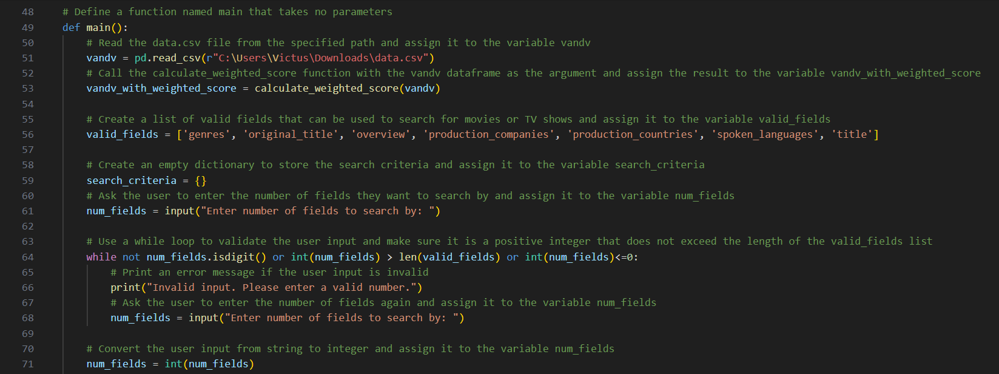 48 # Define a function named main that takes no parameters
49 def main():
50 # Read the data.csv file from the specified path and assign it to the variable vandv
51 vandv = pd.read_csv(r"C:\Users\Victus\Downloads\data.csv")
52 # Call the calculate_weighted_score function with the vandv dataframe as the argument and assign the result to the variable vandv_with_weighted_score
53 vandv_with_weighted_score = calculate_weighted_score(vandv)
54
55 # Create a list of valid fields that can be used to search for movies or TV shows and assign it to the variable valid_fields
56 valid_fields = ['genres', 'original_title', 'overview', 'production_companies', 'production_countries', 'spoken_languages', 'title']
57
58 # Create an empty dictionary to store the search criteria and assign it to the variable search_criteria
59 search_criteria = {}
60 # Ask the user to enter the number of fields they want to search by and assign it to the variable num_fields
61 num_fields = input("Enter number of fields to search by: ")
62
63 # Use a while loop to validate the user input and make sure it is a positive integer that does not exceed the length of the valid_fields list
64 while not num_fields.isdigit() or int(num_fields) > len(valid_fields) or int(num_fields)<=0:
65 # Print an error message if the user input is invalid
66 print("Invalid input. Please enter a valid number.")
67 # Ask the user to enter the number of fields again and assign it to the variable num_fields
68 num_fields = input("Enter number of fields to search by: ")
69
70 # Convert the user input from string to integer and assign it to the variable num_fields
71 num_fields = int(num_fields)